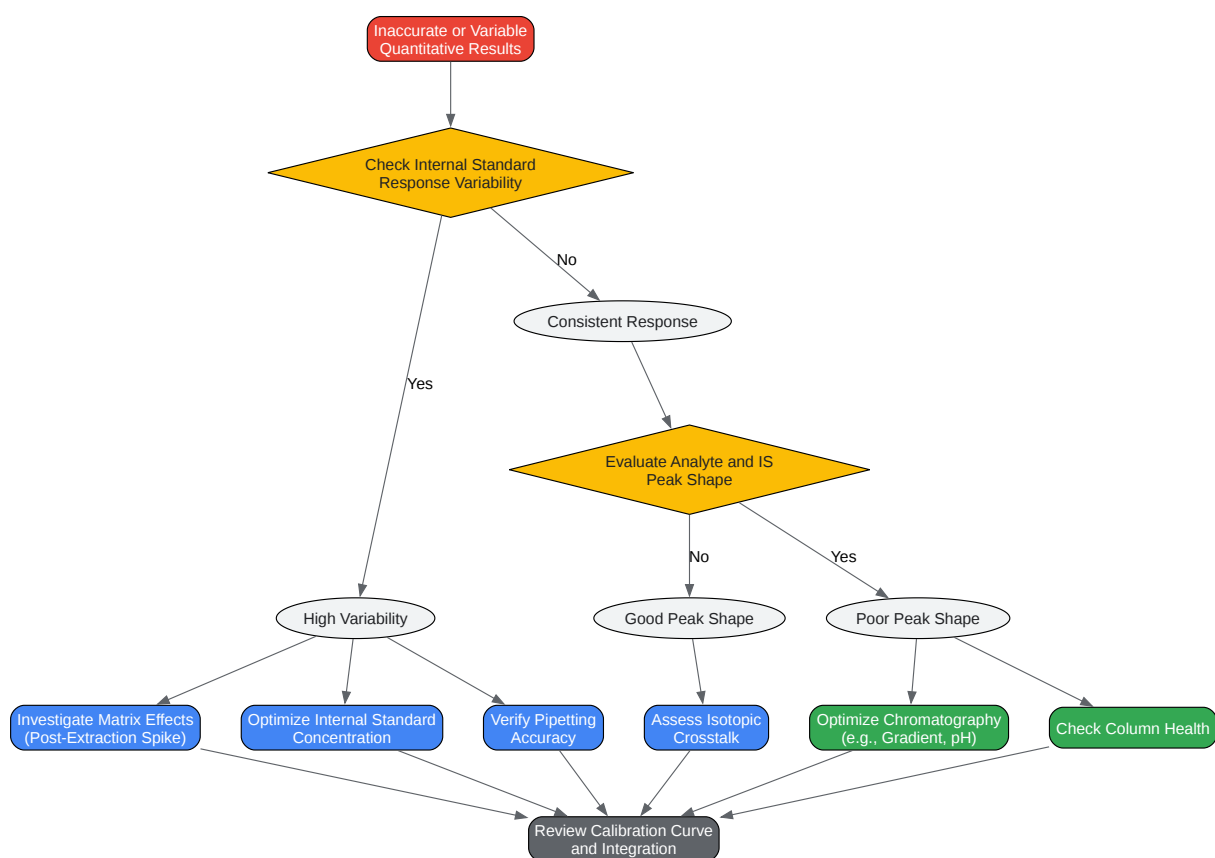 Inaccurate or Variable
Quantitative Results
Check Internal Standard
Response Variability
No
Consistent Response
Yes
Evaluate Analyte and IS
Peak Shape
No
Yes
High Variability
Good Peak Shape
Poor Peak Shape
Investigate Matrix Effects
(Post-Extraction Spike)
Optimize Internal Standard
Concentration
Verify Pipetting
Accuracy
Assess Isotopic
Crosstalk
Optimize Chromatography
(e.g., Gradient, pH)
Check Column Health
Review Calibration Curve
and Integration